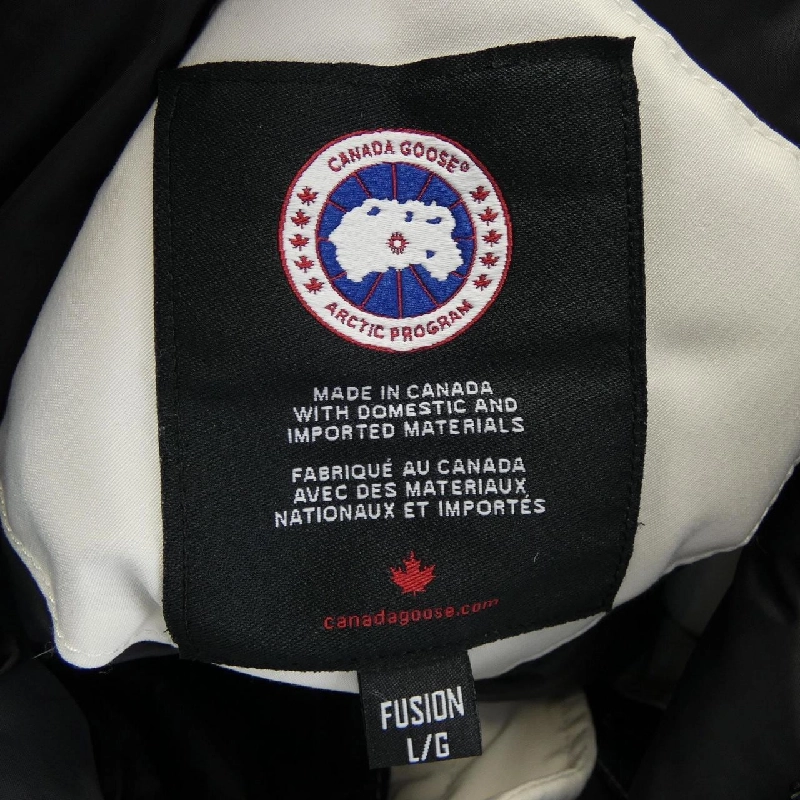 CANADA GOOSE®
ARCTIC PROGRAM
MADE IN CANADA
WITH DOMESTIC AND
IMPORTED MATERIALS
FABRIQUÉ AU CANADA
AVEC DES MATERIAUX
NATIONAUX ET IMPORTÉS
canadagoose.com
FUSION
L/G